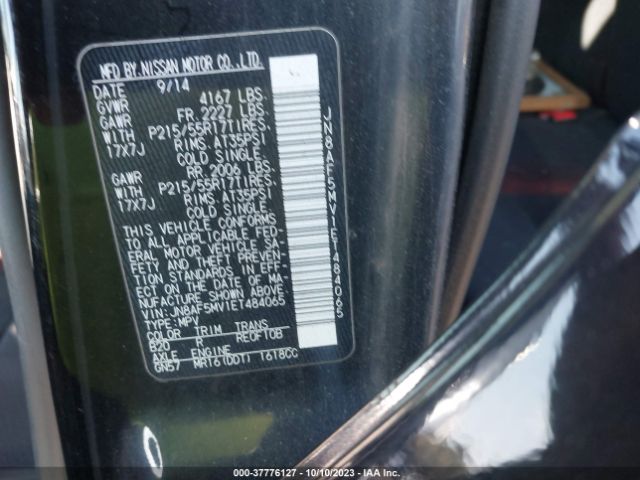 MFD BY NISSAN MOTOR CO.,LTD.
DATE 9/14
GVWR 4167 LBS.
GAWR FR. 2227 LBS.
WITH P215/55R17TIRES.
17X7J RIMS. AT35PSI
COLD SINGLE.
GAWR RR. 2006 LBS.
WITH P215/55R17TIRES.
17X7J RIMS. AT35PSI
COLD SINGLE.
THIS VEHICLE CONFORMS
TO ALL APPLICABLE FED-
ERAL MOTOR VEHICLE SA-
FETY AND THEFT PREVEN-
TION STANDARDS IN EFF-
ECT ON THE DATE OF MA-
NUFACTURE SHOWN ABOVE.
VIN:JN8AF5MV1ET484065
TYPE:MPV
COLOR TRIM TRANS
B20 R RE0F10B
AXLE ENGINE
GN57 MR16(DDT) 1618CC
JN8AF5MV1ET484065
000-37776127 - 10/10/2023 - IAA Inc.